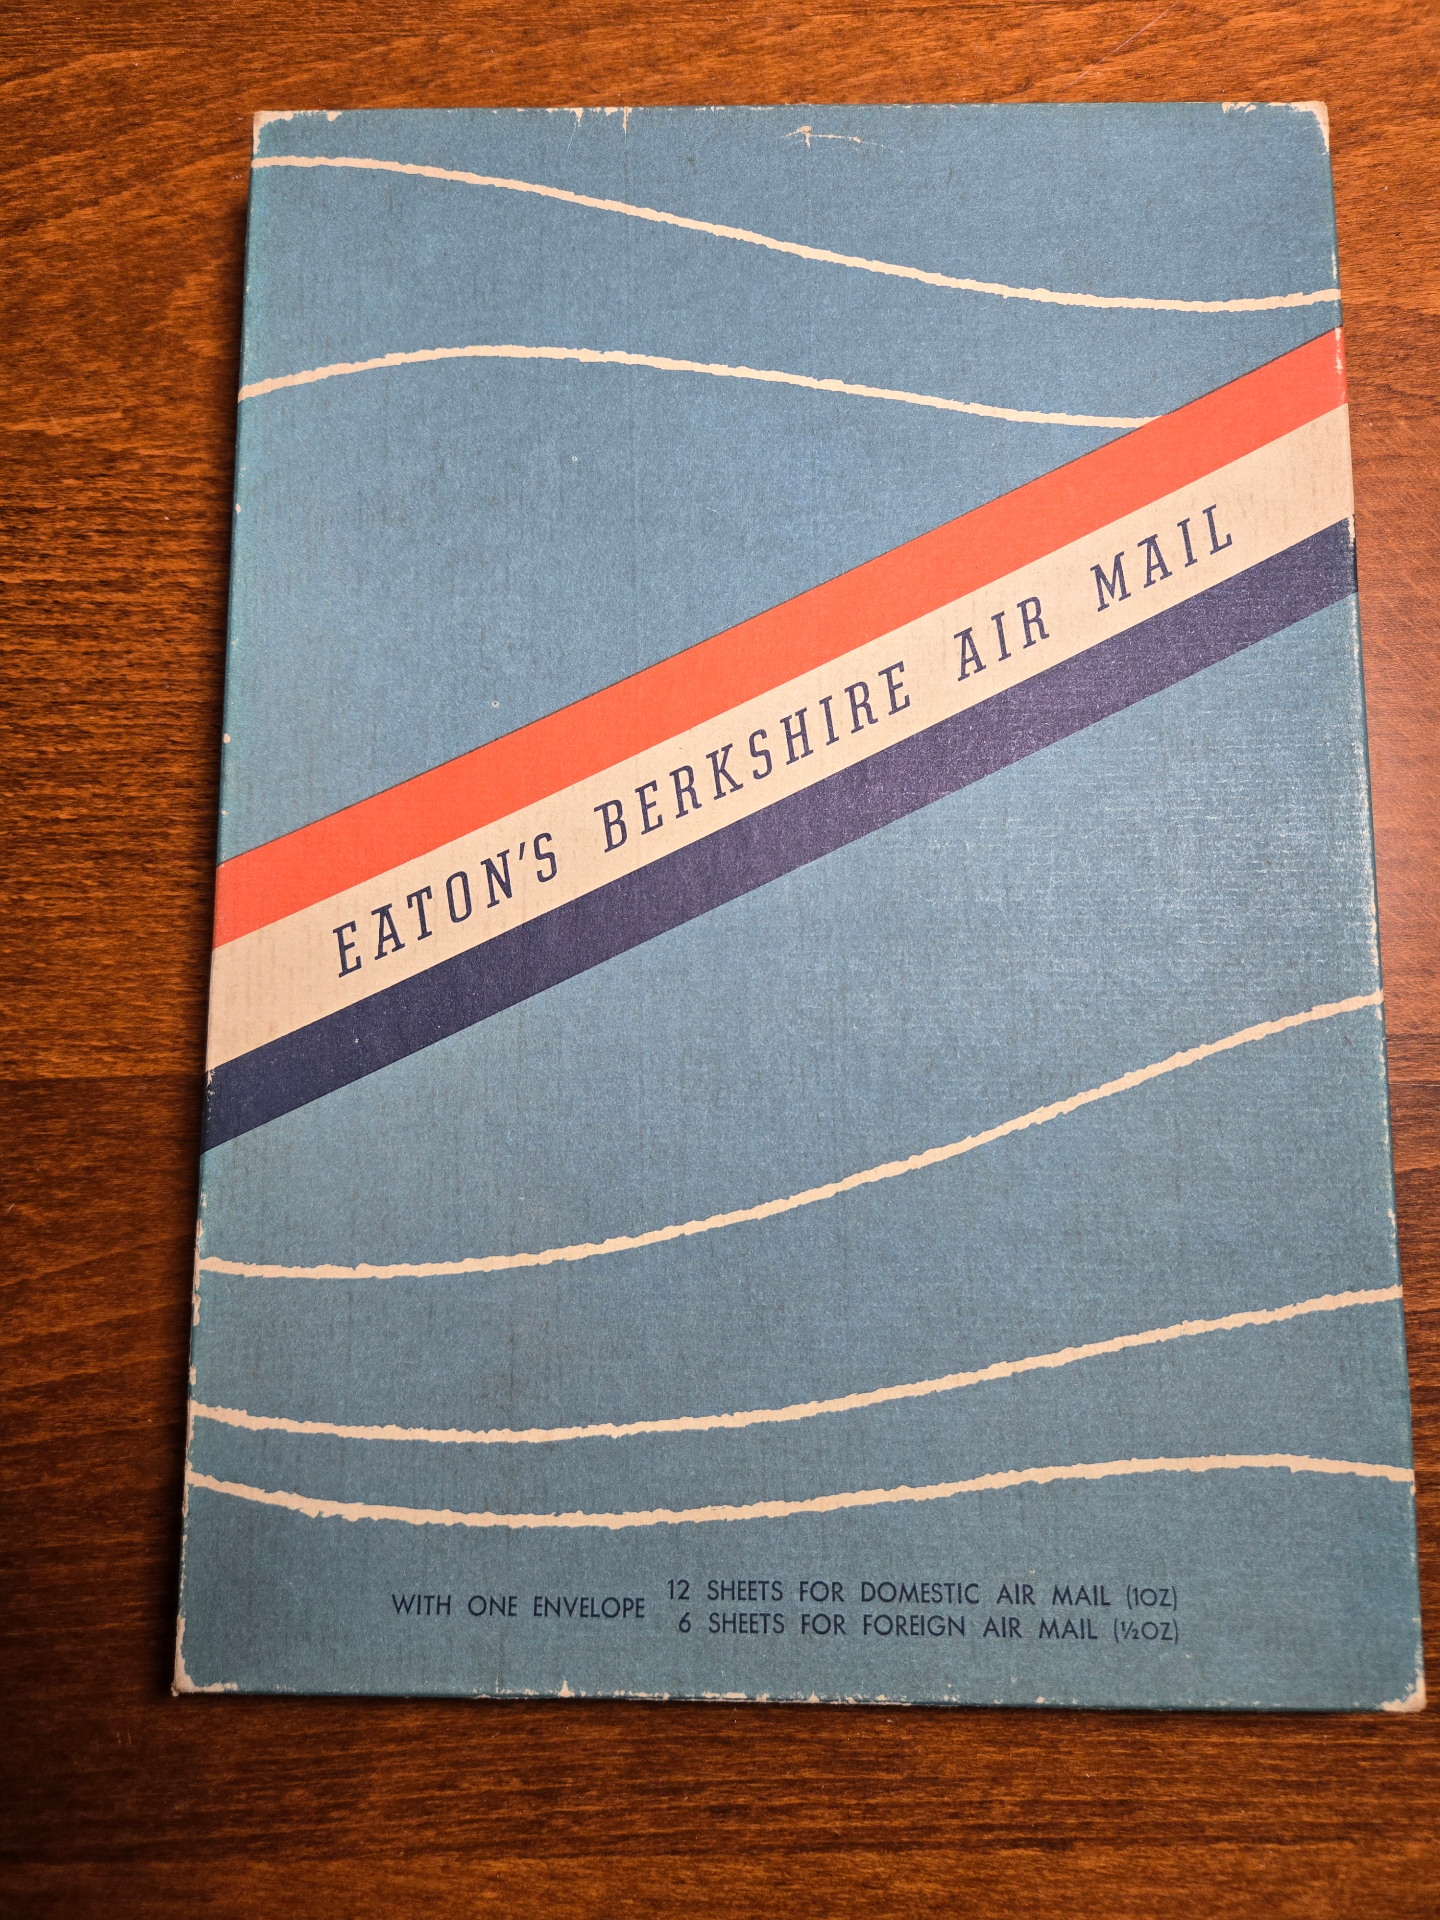 EATON'S BERKSHIRE AIR MAIL
WITH ONE ENVELOPE
12 SHEETS FOR DOMESTIC AIR MAIL (1OZ)
6 SHEETS FOR FOREIGN AIR MAIL (½OZ)